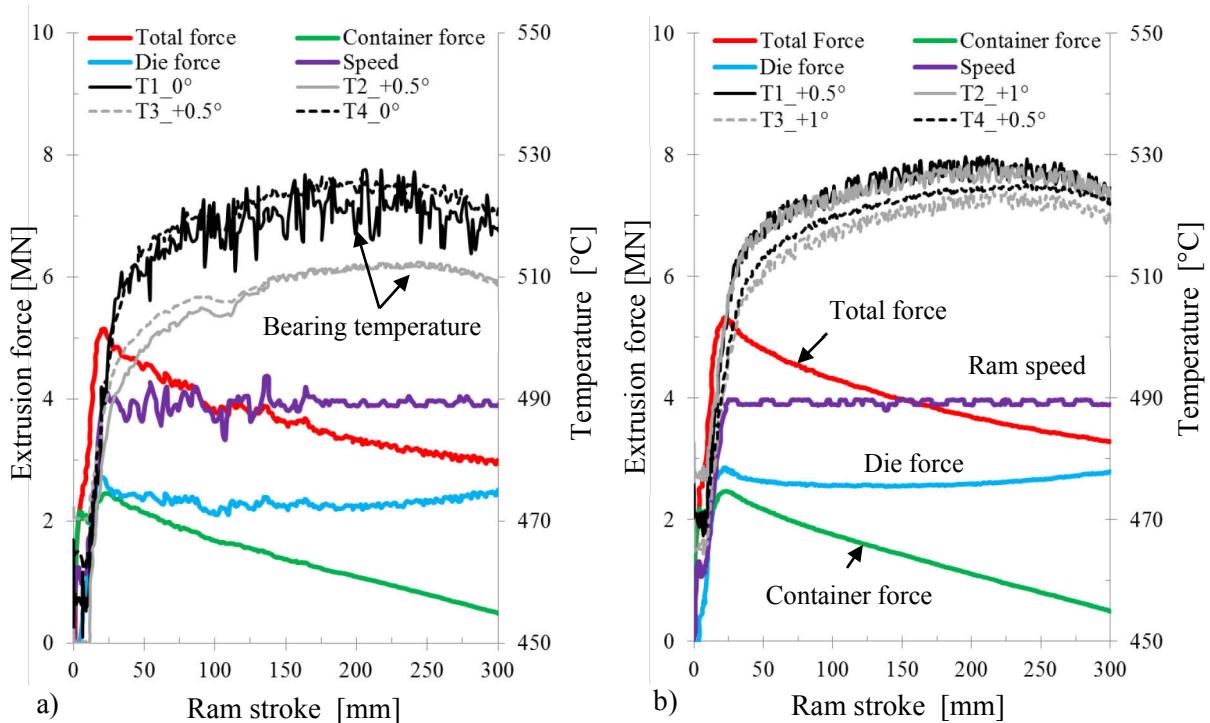 10
550
Total force
Container force
Die force
Speed
T1_0°
T2_+0.5°
T3_+0.5°
T4_0°
8
530
6
510
Bearing temperature
4
490
2
470
0
450
0
50
100
150
200
250
300
Extrusion force [MN]
Temperature [°C]
Ram stroke [mm]
a)
10
550
Total Force
Container force
Die force
Speed
T1_+0.5°
T2_+1°
T3_+1°
T4_+0.5°
8
530
6
510
Total force
Ram speed
4
490
Die force
2
470
Container force
0
450
0
50
100
150
200
250
300
Extrusion force [MN]
Temperature [°C]
Ram stroke [mm]
b)